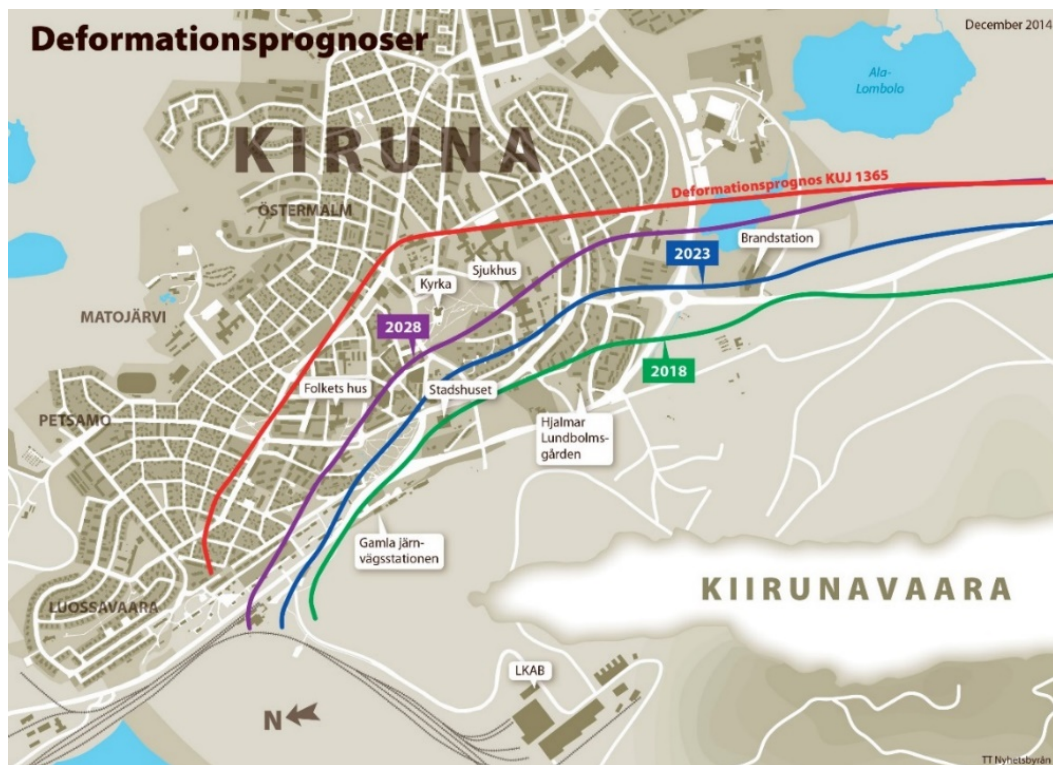 Deformationsprognoser
December 2014
Ala-
Lombolo
KIRUNA
Deformationsprognos KUJ 1365
ÖSTERMALM
Brandstation
2023
Sjukhus
Kyrka
MATOJÄRVI
2028
2018
Folkets hus
Stadshuset
PETSAMO
Hjalmar
Lundbolms-
gården
Gamla järn-
vägsstationen
KIIRUNAVAARA
LUOSSAVAARA
LKAB
N
TT Nyhetsbyrån